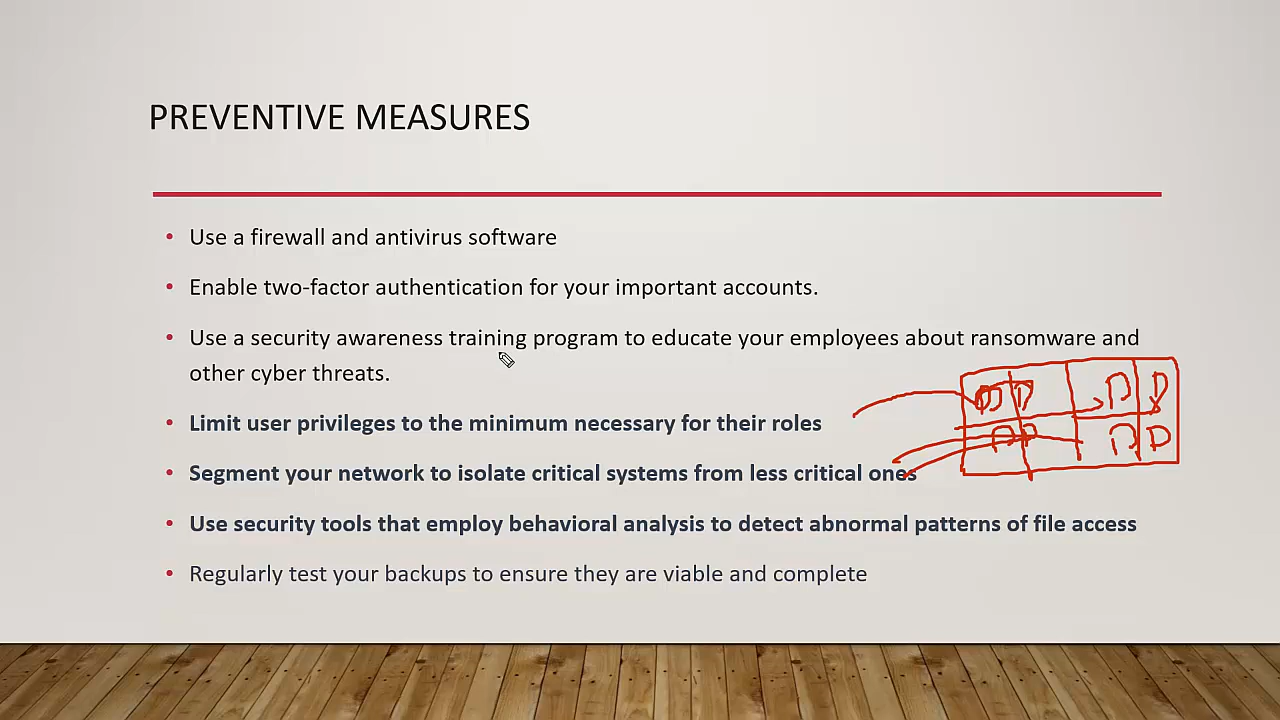 PREVENTIVE MEASURES
• Use a firewall and antivirus software
• Enable two-factor authentication for your important accounts.
• Use a security awareness training program to educate your employees about ransomware and
other cyber threats.
• Limit user privileges to the minimum necessary for their roles
• Segment your network to isolate critical systems from less critical ones
• Use security tools that employ behavioral analysis to detect abnormal patterns of file access
• Regularly test your backups to ensure they are viable and complete